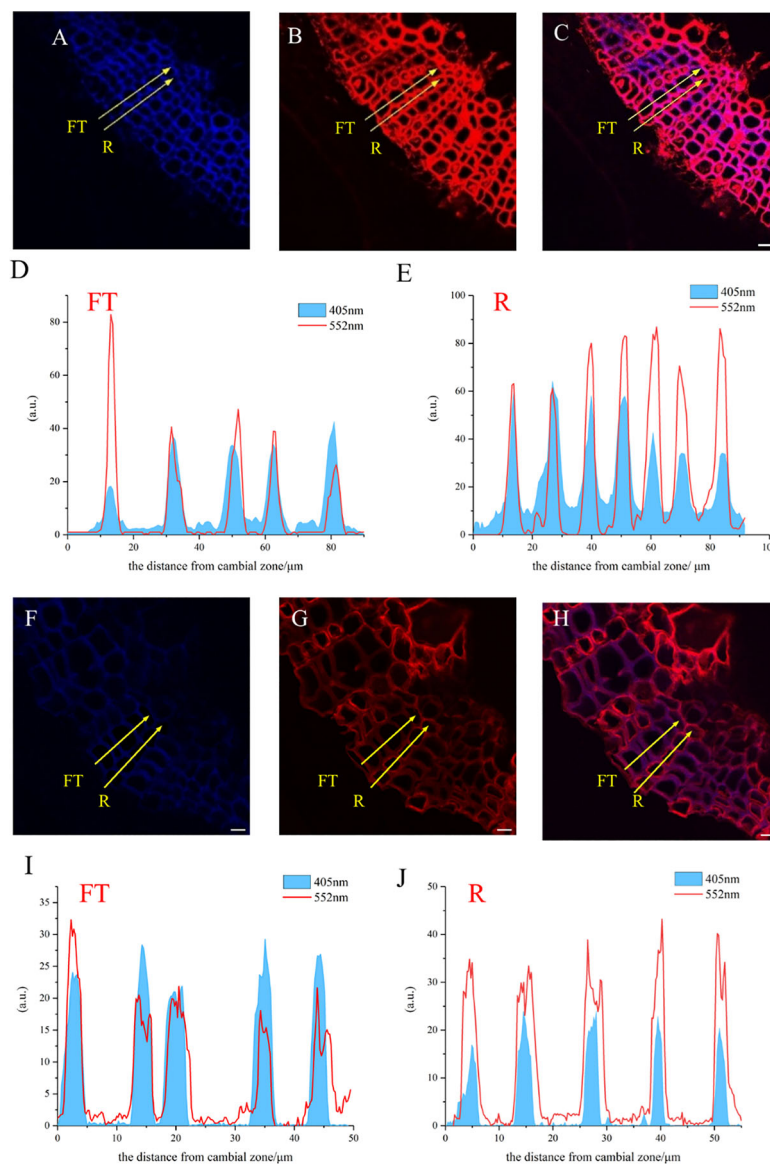 A
B
C
FT
R
FT
R
FT
R
D
FT
405nm
552nm
80
60
40
20
0
(a.u.)
0
20
40
60
80
the distance from cambial zone/μm
E
R
405nm
552nm
100
80
60
40
20
0
(a.u.)
0
20
40
60
80
the distance from cambial zone/ μm
F
G
H
FT
R
FT
R
FT
R
I
FT
405nm
552nm
35
30
25
20
15
10
5
0
(a.u.)
0
10
20
30
40
50
the distance from cambial zone/μm
J
R
405nm
552nm
50
40
30
20
10
0
(a.u.)
0
10
20
30
40
50
the distance from cambial zone/μm